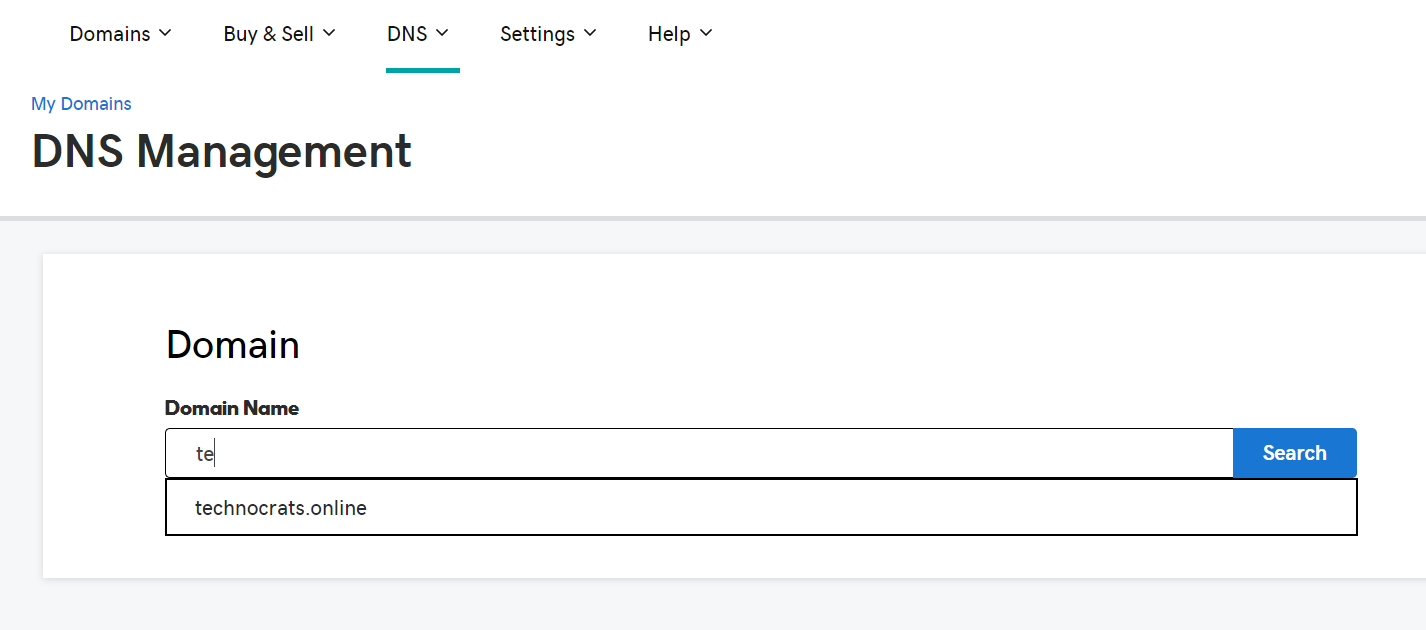 Domains Buy & Sell DNS Settings Help
My Domains
DNS Management
Domain
Domain Name
te
Search
technocrats.online